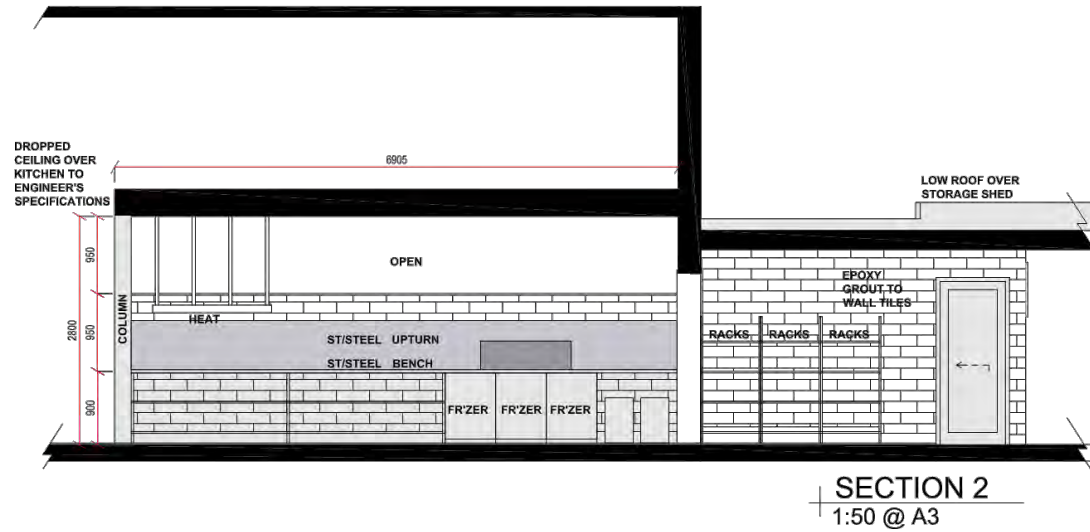 DROPPED
CEILING OVER
KITCHEN TO
ENGINEER'S
SPECIFICATIONS
6905
LOW ROOF OVER
STORAGE SHED
950
OPEN
EPOXY
GROUT TO
WALL TILES
2800
COLUMN
HEAT
950
ST/STEEL UPTURN
RACKS RACKS RACKS
ST/STEEL BENCH
900
FR'ZER FR'ZER FR'ZER
SECTION 2
1:50 @ A3